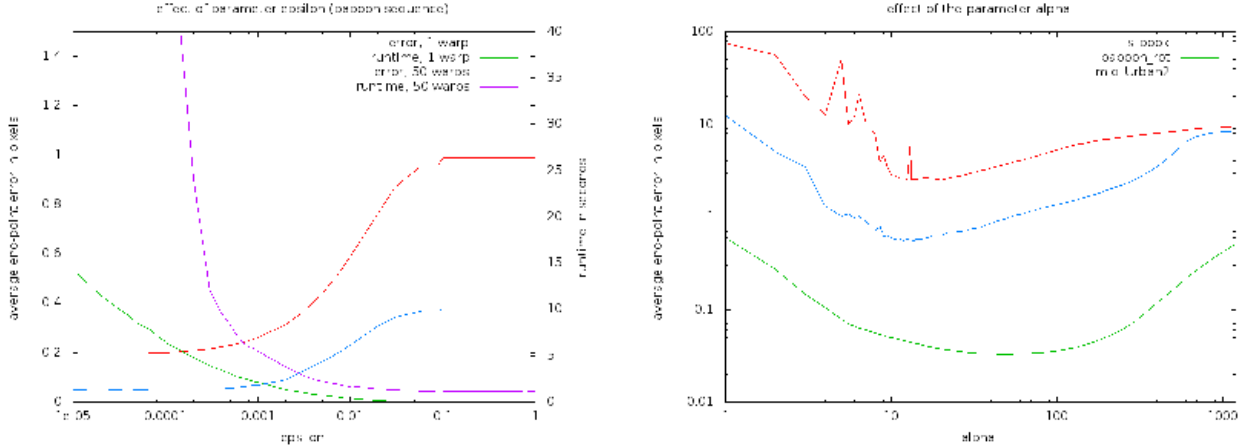 effect of parameter epsilon (baboon sequence)
error, 1 warp
runtime, 1 warp
error, 50 warps
runtime, 50 warps
average end-point error in pixels
1.4
1.2
1
0.8
0.6
0.4
0.2
0
40
35
30
25
20
15
10
5
0
runtime in seconds
1e-05
0.0001
0.001
0.01
0.1
1
epsilon
effect of the parameter alpha
baboon_rot
average end-point error in pixels
100
10
1
0.1
0.01
1
10
100
1000
alpha